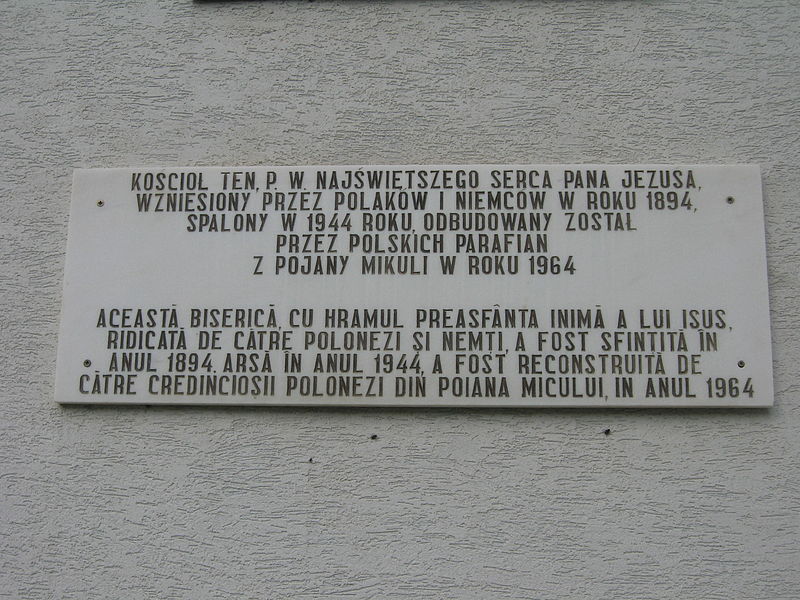 KOSCIOŁ TEN, P. W. NAJŚWIĘTSZEGO SERCA PANA JEZUSA,
WZNIESIONY PRZEZ POLAKÓW I NIEMCÓW W ROKU 1894,
SPALONY W 1944 ROKU, ODBUDOWANY ZOSTAŁ
PRZEZ POLSKICH PARAFIAN
Z POJANY MIKULI W ROKU 1964
ACEASTĂ BISERICĂ, CU HRAMUL PREASFÂNTA INIMĂ A LUI ISUS,
RIDICATĂ DE CĂTRE POLONEZI ȘI NEMȚI, A FOST SFINȚITĂ ÎN
ANUL 1894. ARSĂ ÎN ANUL 1944, A FOST RECONSTRUITĂ DE
CĂTRE CREDINCIOȘII POLONEZI DIN POIANA MICULUI, IN ANUL 1964